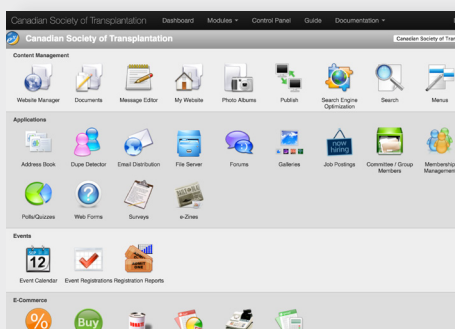 Canadian Society of Transplantation Dashboard Modules Control Panel Guide Documentation
Canadian Society of Transplantation Canadian Society of Tran
Content Management
Website Manager Documents Message Editor My Website Photo Albums Publish Search Engine Optimization Search Menus
Applications
Address Book Dupe Detector Email Distribution File Server Forums Galleries now hiring Job Postings Committee / Group Members Membership Management
Polls/Quizzes Web Forms Surveys e-Zines
Events
12
Event Calendar Event Registrations Registration Reports
E-Commerce
% Buy